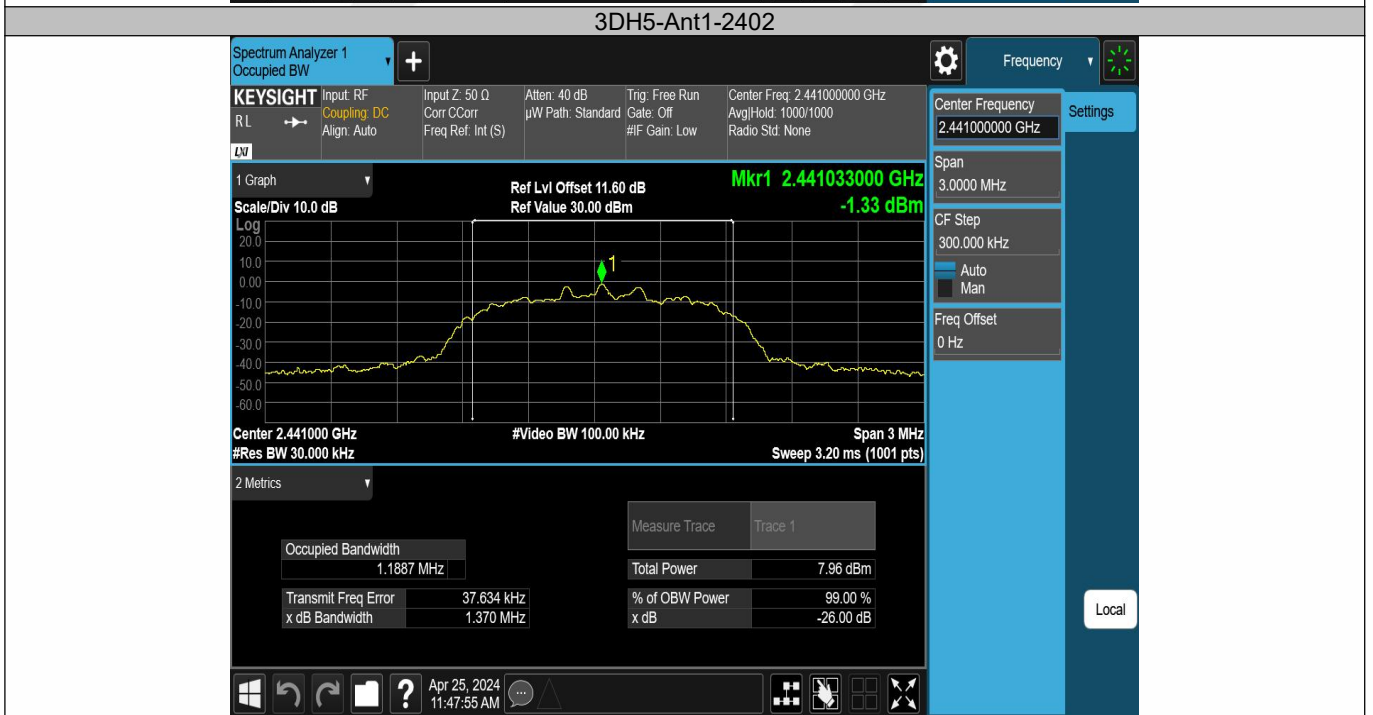 3DH5-Ant1-2402
Spectrum Analyzer 1
Occupied BW
Frequency
KEYSIGHT
RL
LXI
Input: RF
Coupling: DC
Align: Auto
Input Z: 50 Ω
Corr CCorr
Freq Ref: Int (S)
Atten: 40 dB
µW Path: Standard
Trig: Free Run
Gate: Off
#IF Gain: Low
Center Freq: 2.441000000 GHz
Avg|Hold: 1000/1000
Radio Std: None
Center Frequency
2.441000000 GHz
Settings
Span
3.0000 MHz
CF Step
300.000 kHz
Auto
Man
Freq Offset
0 Hz
Local
1 Graph
Scale/Div 10.0 dB
Ref Lvl Offset 11.60 dB
Ref Value 30.00 dBm
Mkr1 2.441033000 GHz
-1.33 dBm
Log
20.0
10.0
0.00
-10.0
-20.0
-30.0
-40.0
-50.0
-60.0
1
Center 2.441000 GHz
#Res BW 30.000 kHz
#Video BW 100.00 kHz
Span 3 MHz
Sweep 3.20 ms (1001 pts)
2 Metrics
Measure Trace Trace 1
Occupied Bandwidth
1.1887 MHz
Total Power 7.96 dBm
Transmit Freq Error 37.634 kHz
% of OBW Power 99.00 %
x dB Bandwidth 1.370 MHz
x dB -26.00 dB
?
Apr 25, 2024
11:47:55 AM